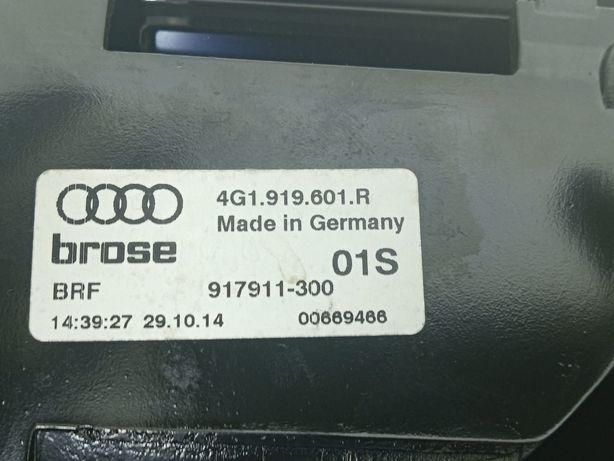 4G1.919.601.R
Made in Germany
brose
01S
BRF 917911-300
14:39:27 29.10.14 00669466